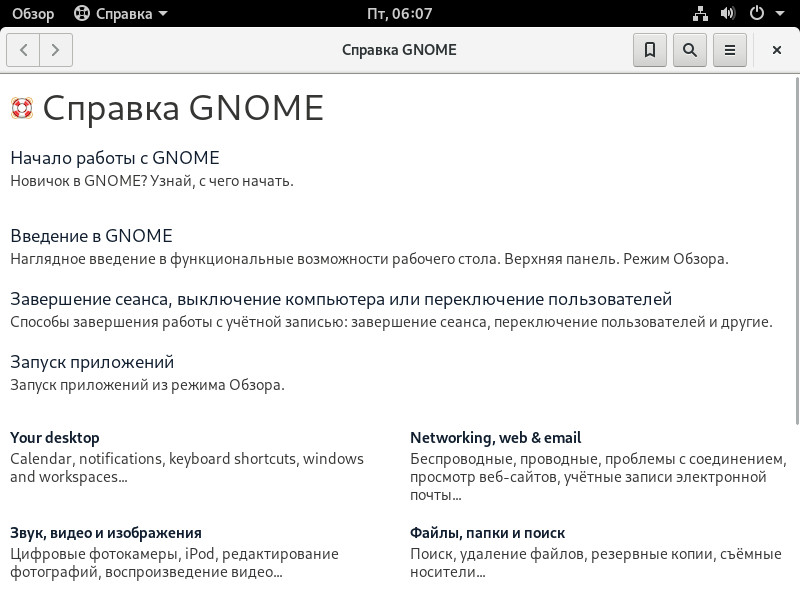 Обзор Справка Пт, 06:07
Справка GNOME
Справка GNOME
Начало работы с GNOME
Новичок в GNOME? Узнай, с чего начать.
Введение в GNOME
Наглядное введение в функциональные возможности рабочего стола. Верхняя панель. Режим Обзора.
Завершение сеанса, выключение компьютера или переключение пользователей
Способы завершения работы с учётной записью: завершение сеанса, переключение пользователей и другие.
Запуск приложений
Запуск приложений из режима Обзора.
Your desktop
Calendar, notifications, keyboard shortcuts, windows
and workspaces…
Networking, web & email
Беспроводные, проводные, проблемы с соединением,
просмотр веб-сайтов, учётные записи электронной
почты…
Звук, видео и изображения
Цифровые фотокамеры, iPod, редактирование
фотографий, воспроизведение видео…
Файлы, папки и поиск
Поиск, удаление файлов, резервные копии, съёмные
носители…